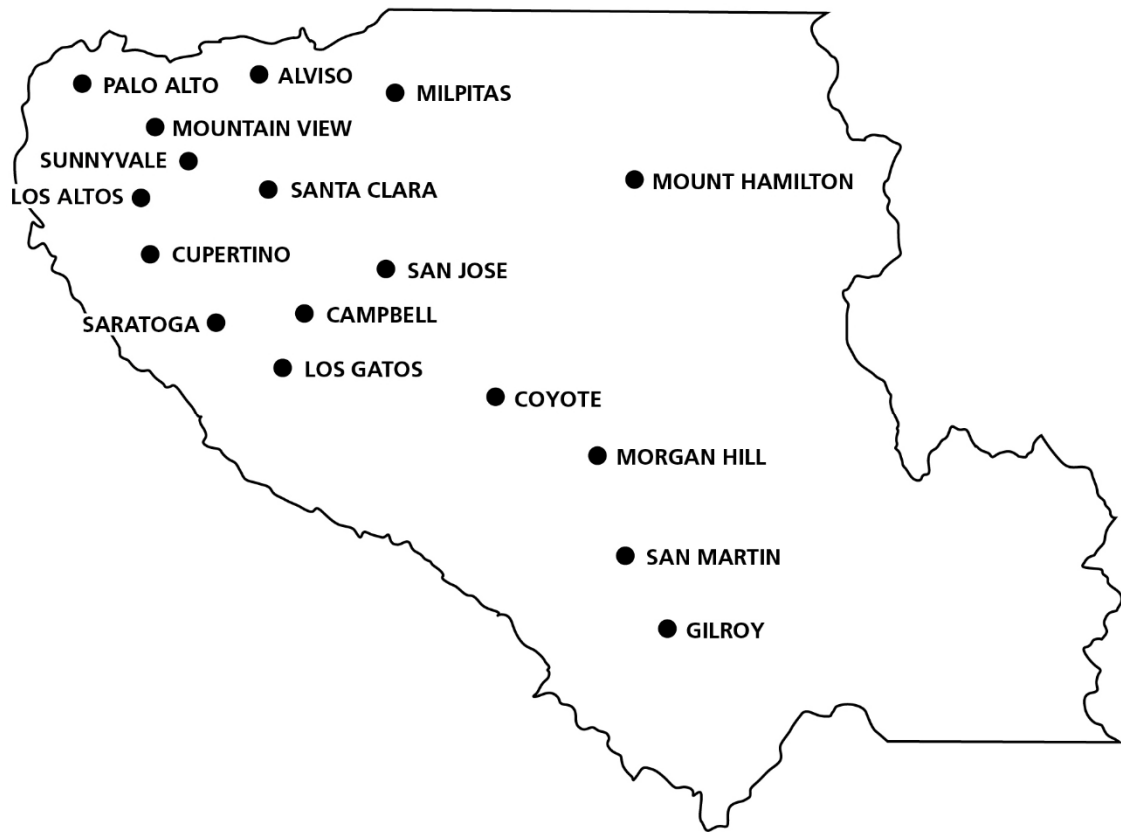 ALVISO
PALO ALTO
MILPITAS
MOUNTAIN VIEW
SUNNYVALE
MOUNT HAMILTON
SANTA CLARA
LOS ALTOS
CUPERTINO
SAN JOSE
CAMPBELL
SARATOGA
LOS GATOS
COYOTE
MORGAN HILL
SAN MARTIN
GILROY